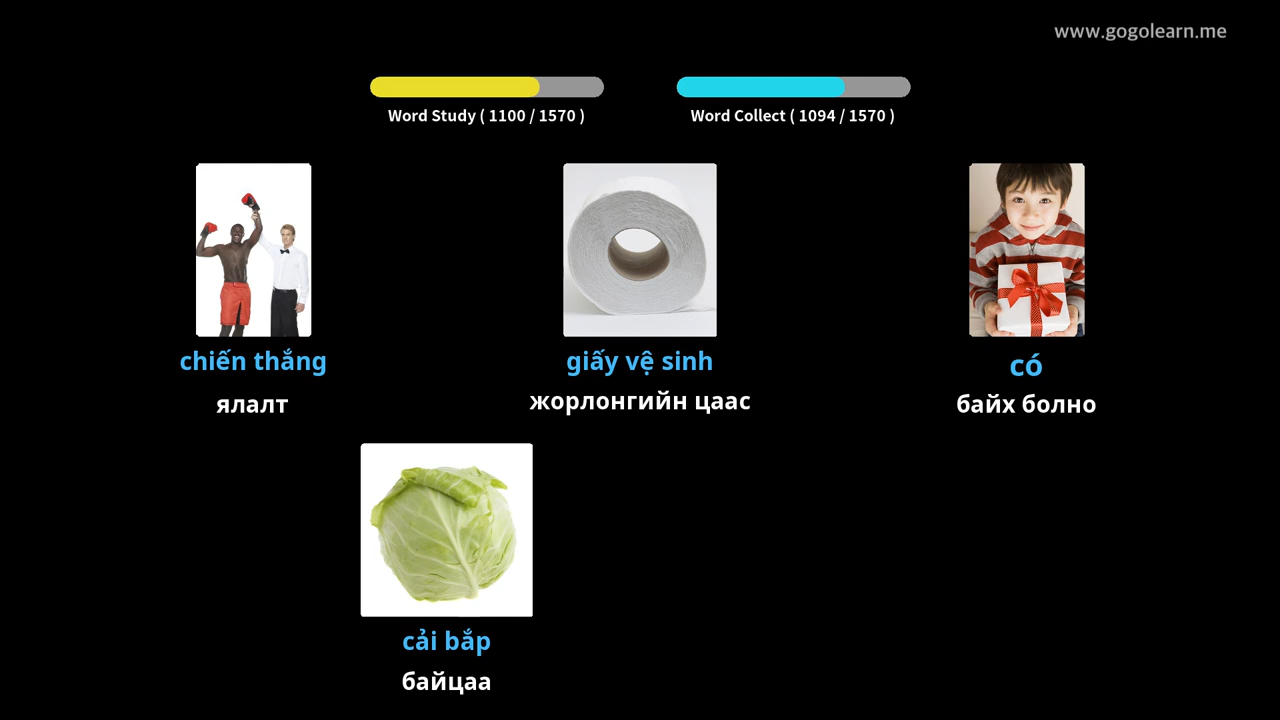 www.gogolearn.me
Word Study ( 1100 / 1570 )
Word Collect ( 1094 / 1570 )
chiến thắng
ялалт
giấy vệ sinh
жорлонгийн цаас
có
байх болно
cải bắp
байцаа